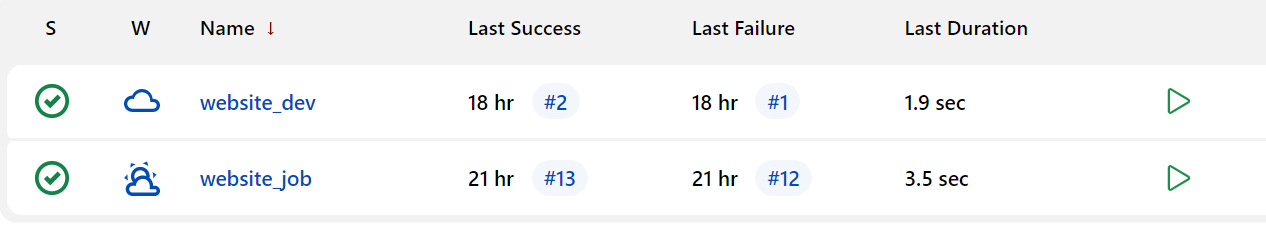 S W Name ↓ Last Success Last Failure Last Duration
website_dev 18 hr #2 18 hr #1 1.9 sec
website_job 21 hr #13 21 hr #12 3.5 sec